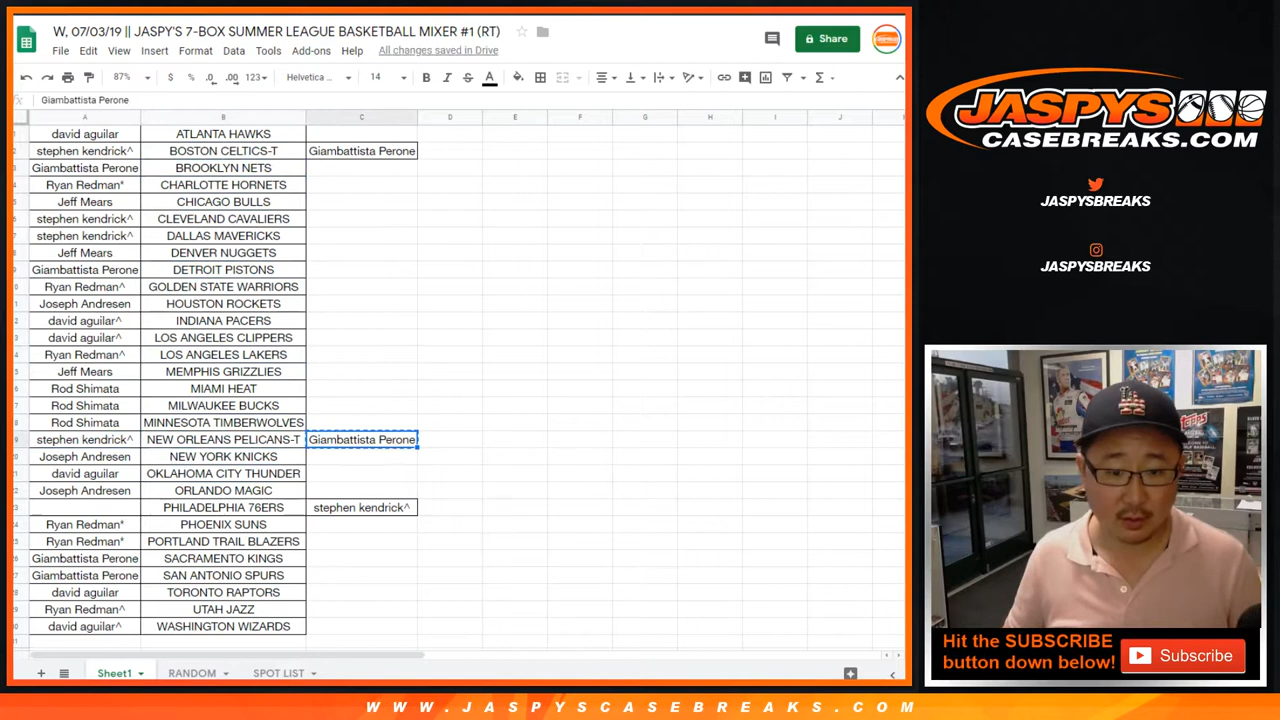 W, 07/03/19 || JASPY'S 7-BOX SUMMER LEAGUE BASKETBALL MIXER #1 (RT)
File Edit View Insert Format Data Tools Add-ons Help All changes saved in Drive
Share
87% $ % .0 .00 123 Helvetica ... 14 B I S A
fx Giambattista Perone
A B C D E F G H I J
david aguilar ATLANTA HAWKS
stephen kendrick^ BOSTON CELTICS-T Giambattista Perone
Giambattista Perone BROOKLYN NETS
Ryan Redman* CHARLOTTE HORNETS
Jeff Mears CHICAGO BULLS
stephen kendrick^ CLEVELAND CAVALIERS
stephen kendrick^ DALLAS MAVERICKS
Jeff Mears DENVER NUGGETS
Giambattista Perone DETROIT PISTONS
Ryan Redman^ GOLDEN STATE WARRIORS
Joseph Andresen HOUSTON ROCKETS
david aguilar^ INDIANA PACERS
david aguilar^ LOS ANGELES CLIPPERS
Ryan Redman^ LOS ANGELES LAKERS
Jeff Mears MEMPHIS GRIZZLIES
Rod Shimata MIAMI HEAT
Rod Shimata MILWAUKEE BUCKS
Rod Shimata MINNESOTA TIMBERWOLVES
stephen kendrick^ NEW ORLEANS PELICANS-T Giambattista Perone
Joseph Andresen NEW YORK KNICKS
david aguilar OKLAHOMA CITY THUNDER
Joseph Andresen ORLANDO MAGIC
PHILADELPHIA 76ERS stephen kendrick^
Ryan Redman* PHOENIX SUNS
Ryan Redman* PORTLAND TRAIL BLAZERS
Giambattista Perone SACRAMENTO KINGS
Giambattista Perone SAN ANTONIO SPURS
david aguilar TORONTO RAPTORS
Ryan Redman^ UTAH JAZZ
david aguilar^ WASHINGTON WIZARDS
Sheet1 RANDOM SPOT LIST
JASPYS
CASEBREAKS.COM
JASPYSBREAKS
JASPYSBREAKS
topps
Hit the SUBSCRIBE
button down below!
Subscribe
WWW.JASPYSCASEBREAKS.COM